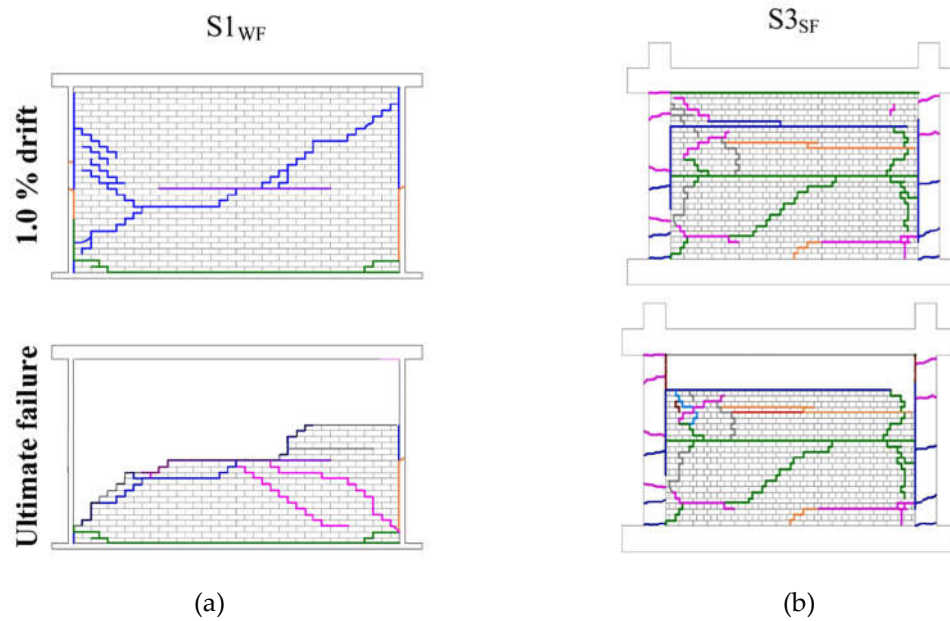 S1WF
S3SF
1.0 % drift
Ultimate failure
(a)
(b)